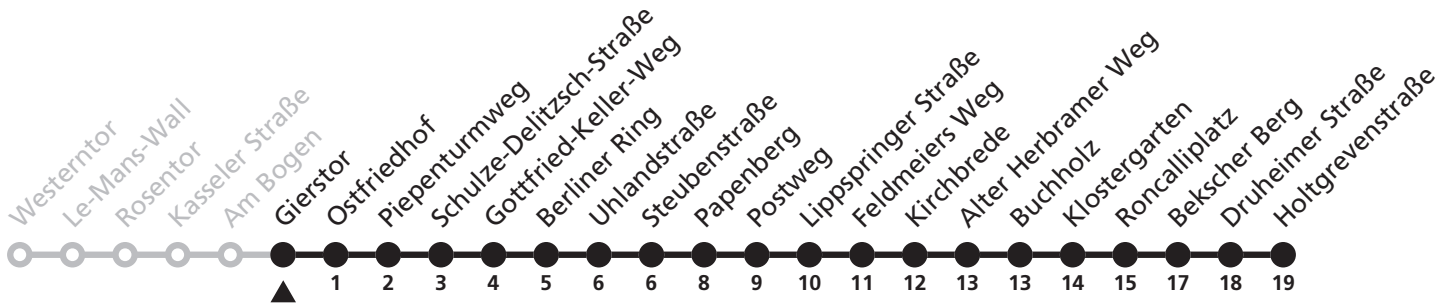 Westerntor
Le-Mans-Wall
Rosentor
Kasseler Straße
Am Bogen
Gierstor
Ostfriedhof
Piepenturmweg
Schulze-Delitzsch-Straße
Gottfried-Keller-Weg
Berliner Ring
Uhlandstraße
Steubenstraße
Papenberg
Postweg
Lippspringer Straße
Feldmeiers Weg
Kirchbrede
Alter Herbramer Weg
Buchholz
Klostergarten
Roncalliplatz
Bekscher Berg
Druheimer Straße
Holtgrevenstraße
1 2 3 4 5 6 6 8 9 10 11 12 13 13 14 15 17 18 19